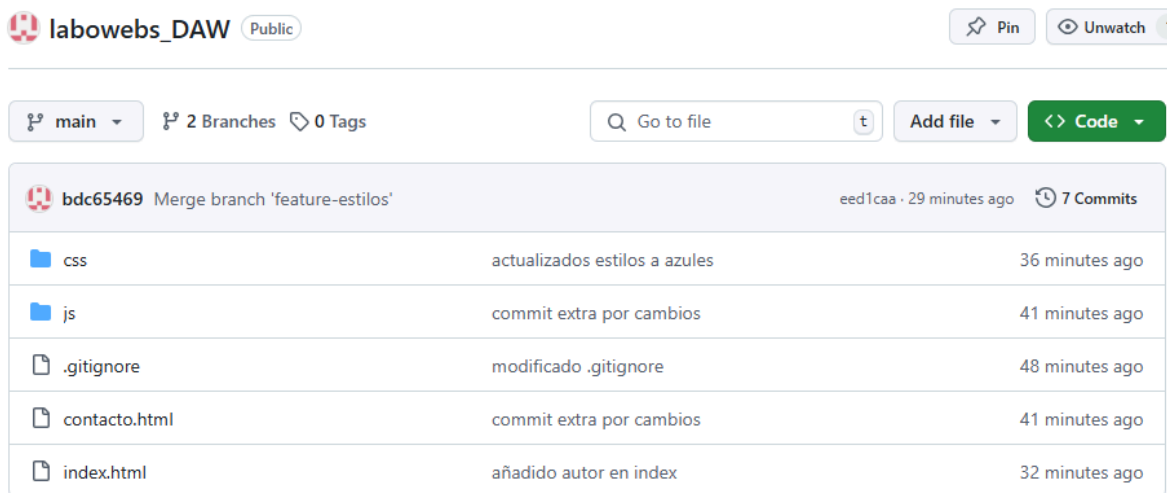 labowebs_DAW Public Pin Unwatch
main 2 Branches 0 Tags Go to file t Add file Code
bdc65469 Merge branch 'feature-estilos' eed1caa · 29 minutes ago 7 Commits
css actualizados estilos a azules 36 minutes ago
js commit extra por cambios 41 minutes ago
.gitignore modificado .gitignore 48 minutes ago
contacto.html commit extra por cambios 41 minutes ago
index.html añadido autor en index 32 minutes ago